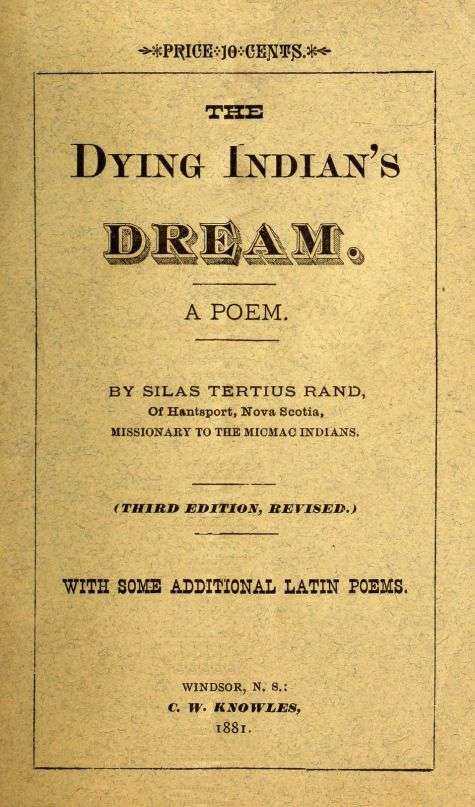 PRICE 10 CENTS.
THE
DYING INDIAN'S
DREAM.
A POEM.
BY SILAS TERTIUS RAND,
Of Hantsport, Nova Scotia,
MISSIONARY TO THE MICMAC INDIANS.
(THIRD EDITION, REVISED.)
WITH SOME ADDITIONAL LATIN POEMS.
WINDSOR, N. S.:
C. W. KNOWLES,
1881.